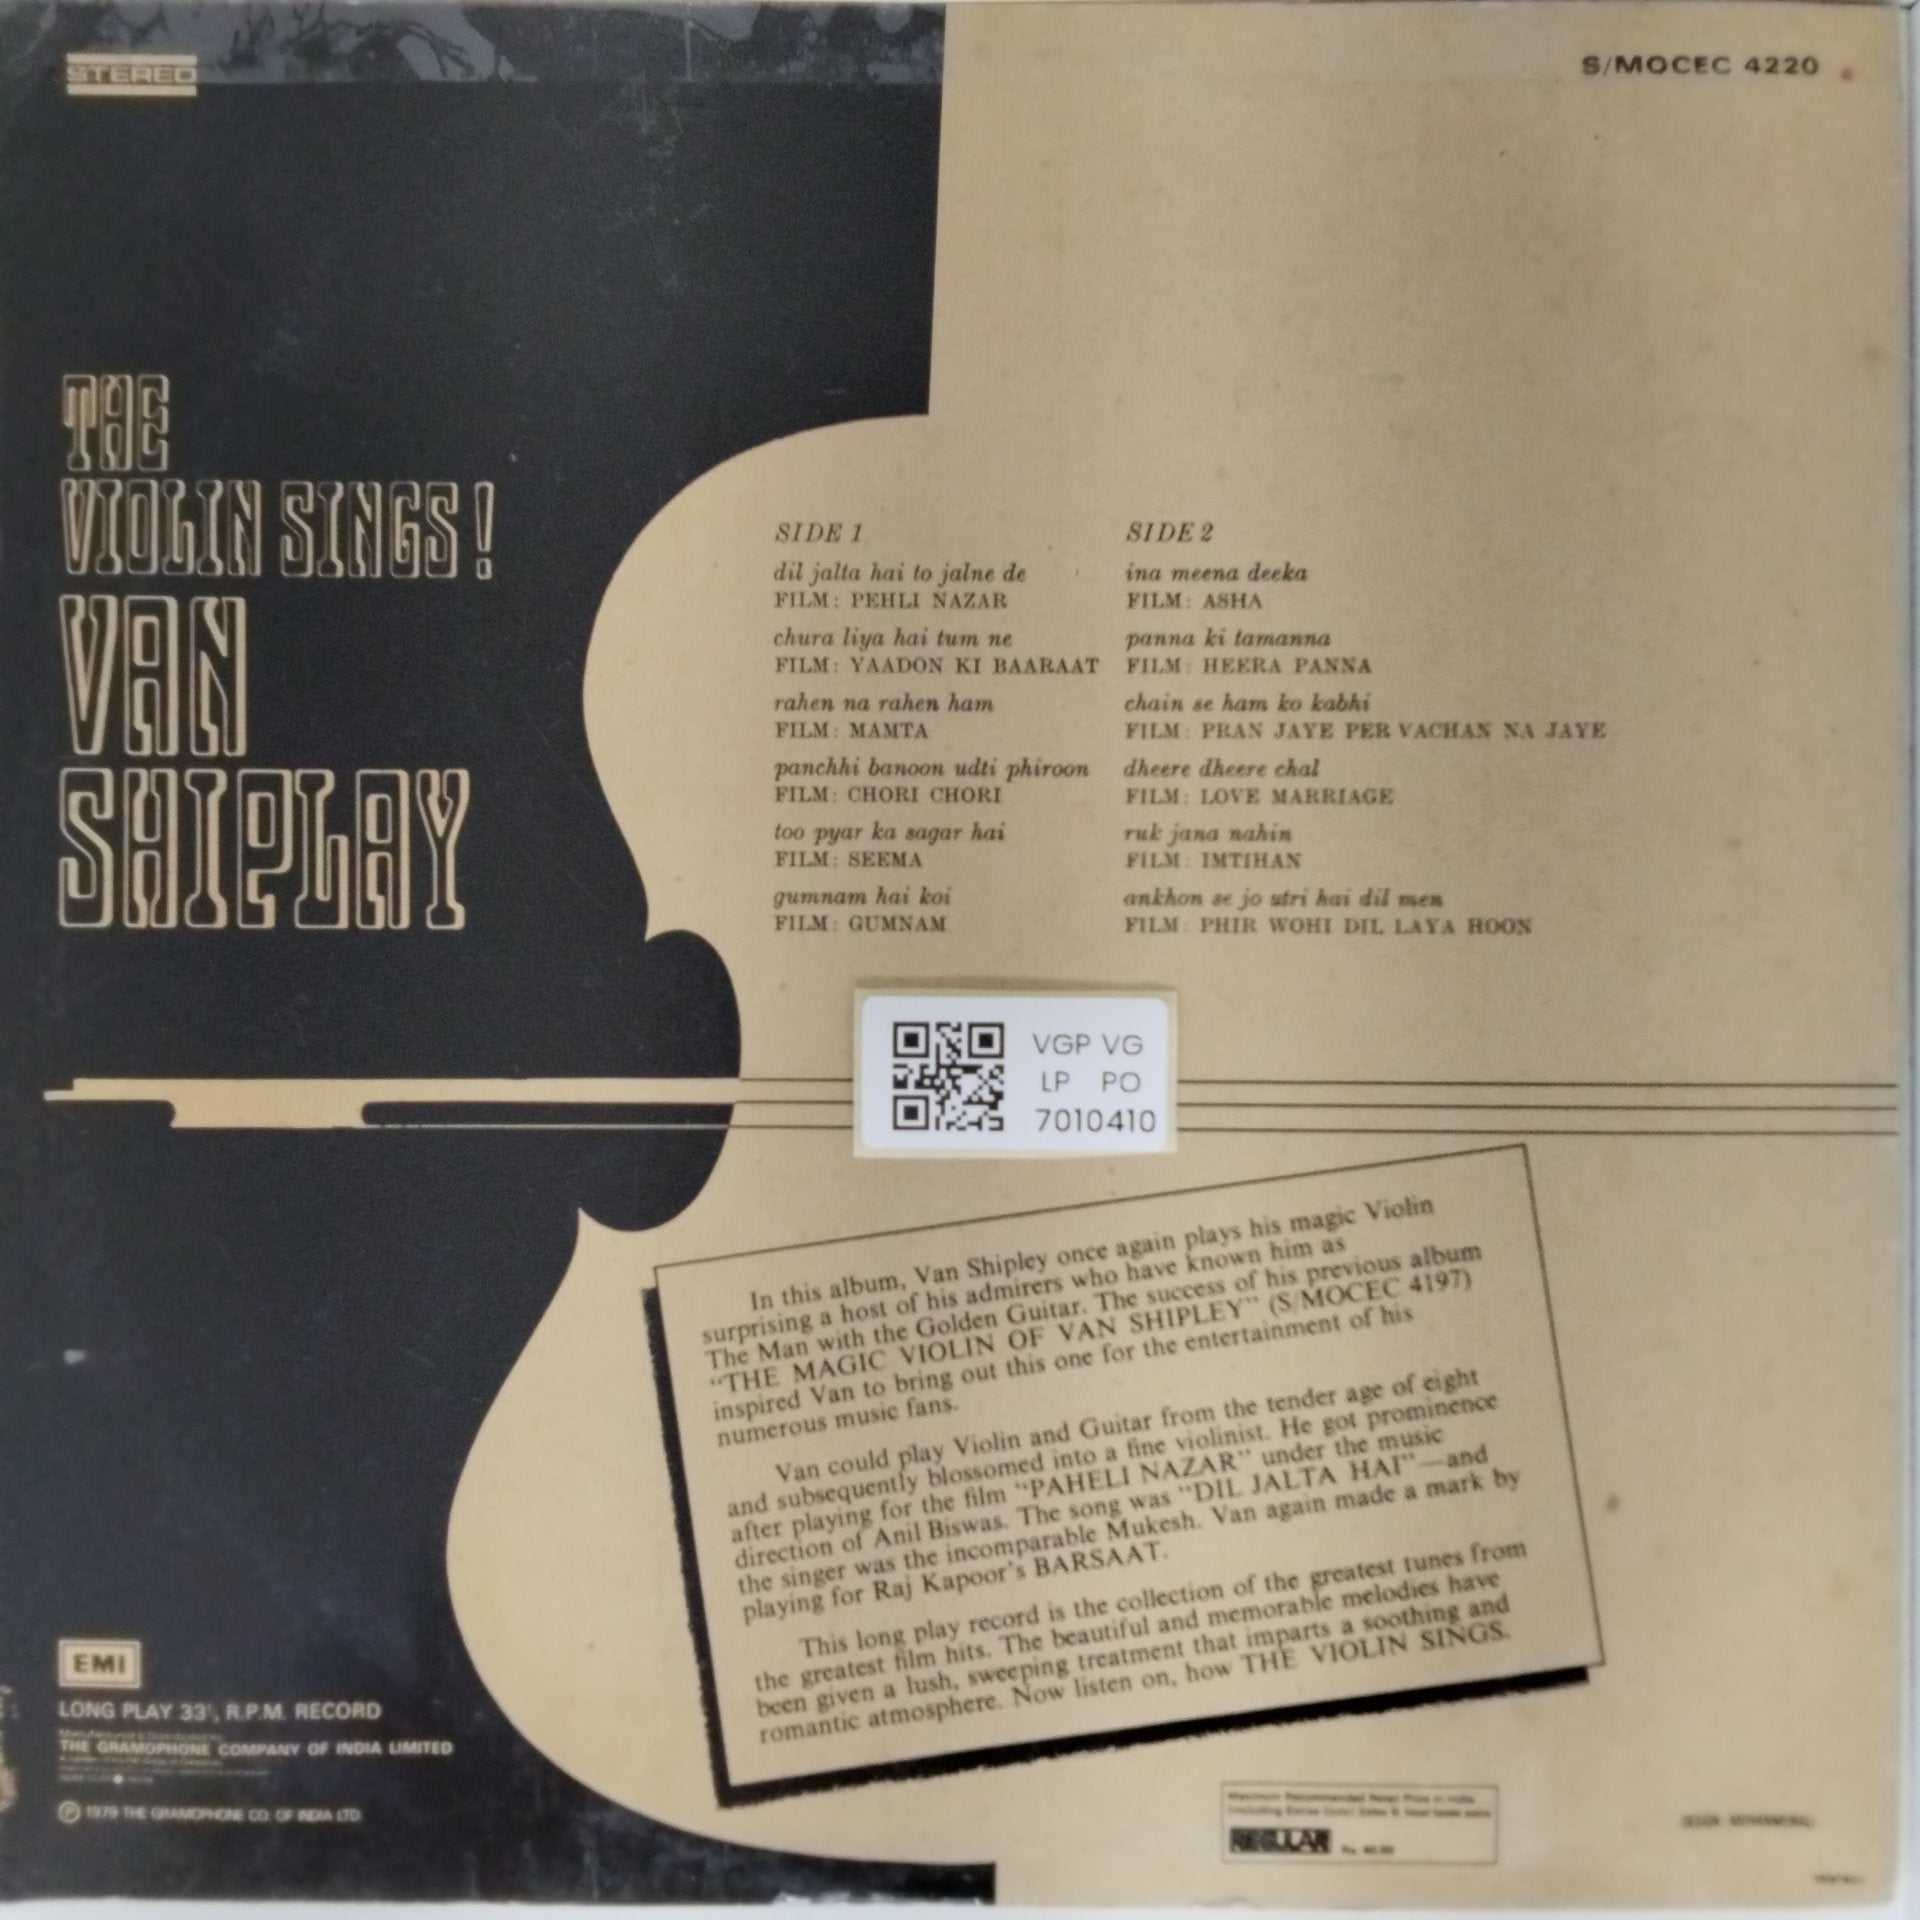 STEREO
S/MOCEC 4220
THE
VIOLIN SINGS!
VAN
SHIPLAY
SIDE 1
dil jalta hai to jalne de
FILM: PEHLI NAZAR
chura liya hai tum ne
FILM: YAADON KI BAARAAT
rahen na rahen ham
FILM: MAMTA
panchhi banoon udti phiroon
FILM: CHORI CHORI
too pyar ka sagar hai
FILM: SEEMA
gumnam hai koi
FILM: GUMNAM
SIDE 2
ina meena deeka
FILM: ASHA
panna ki tamanna
FILM: HEERA PANNA
chain se ham ko kabhi
FILM: PRAN JAYE PER VACHAN NA JAYE
dheere dheere chal
FILM: LOVE MARRIAGE
ruk jana nahin
FILM: IMTIHAN
ankhon se jo utri hai dil men
FILM: PHIR WOHI DIL LAYA HOON
VGP VG
LP PO
7010410
In this album, Van Shipley once again plays his magic Violin
surprising a host of his admirers who have known him as
The Man with the Golden Guitar. The success of his previous album
"THE MAGIC VIOLIN OF VAN SHIPLEY" (S/MOCEC 4197)
inspired Van to bring out this one for the entertainment of his
numerous music fans.
Van could play Violin and Guitar from the tender age of eight
and subsequently blossomed into a fine violinist. He got prominence
after playing for the film "PAHELI NAZAR" under the music
direction of Anil Biswas. The song was "DIL JALTA HAI"—and
the singer was the incomparable Mukesh. Van again made a mark by
playing for Raj Kapoor's BARSAAT.
This long play record is the collection of the greatest tunes from
the greatest film hits. The beautiful and memorable melodies have
been given a lush, sweeping treatment that imparts a soothing and
romantic atmosphere. Now listen on, how THE VIOLIN SINGS.
EMI
LONG PLAY 33⅓ R.P.M. RECORD
THE GRAMOPHONE COMPANY OF INDIA LIMITED
℗ 1979 THE GRAMOPHONE CO. OF INDIA LTD.
Maximum Recommended Retail Price in India
REGULAR